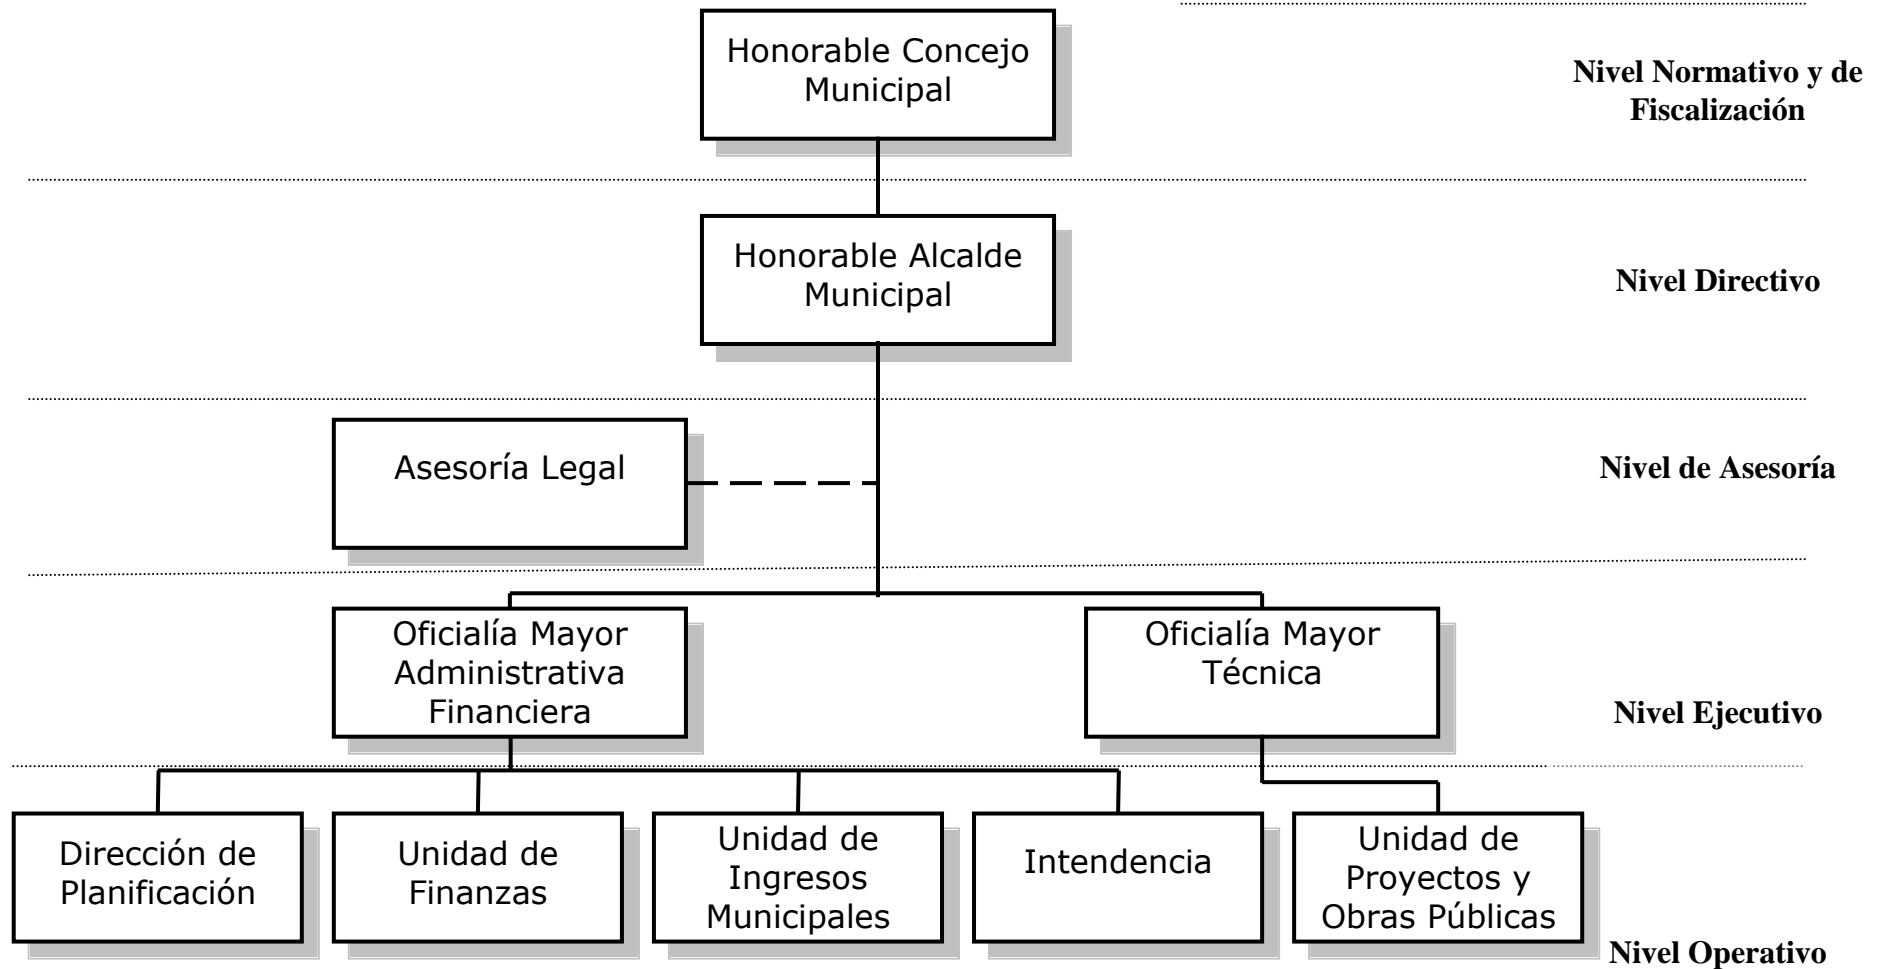 Honorable Concejo
Municipal
Nivel Normativo y de
Fiscalización
Honorable Alcalde
Municipal
Nivel Directivo
Asesoría Legal
Nivel de Asesoría
Oficialía Mayor
Administrativa
Financiera
Oficialía Mayor
Técnica
Nivel Ejecutivo
Dirección de
Planificación
Unidad de
Finanzas
Unidad de
Ingresos
Municipales
Intendencia
Unidad de
Proyectos y
Obras Públicas
Nivel Operativo